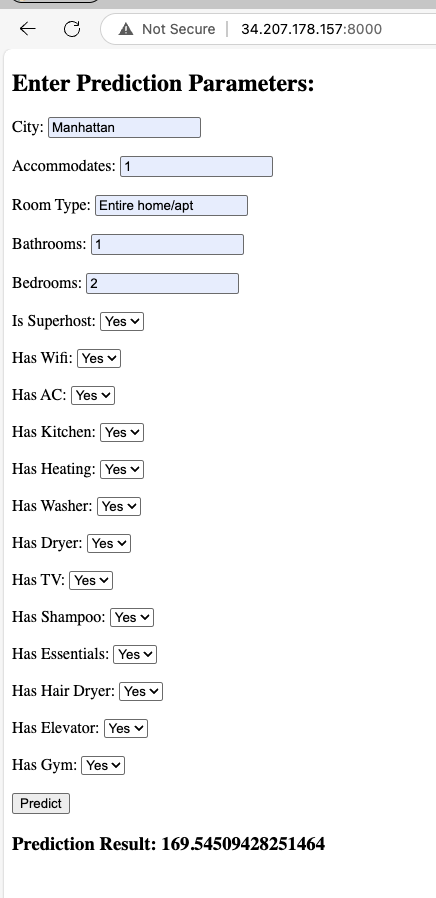 Not Secure | 34.207.178.157:8000
Enter Prediction Parameters:
City: Manhattan
Accommodates: 1
Room Type: Entire home/apt
Bathrooms: 1
Bedrooms: 2
Is Superhost: Yes
Has Wifi: Yes
Has AC: Yes
Has Kitchen: Yes
Has Heating: Yes
Has Washer: Yes
Has Dryer: Yes
Has TV: Yes
Has Shampoo: Yes
Has Essentials: Yes
Has Hair Dryer: Yes
Has Elevator: Yes
Has Gym: Yes
Predict
Prediction Result: 169.54509428251464